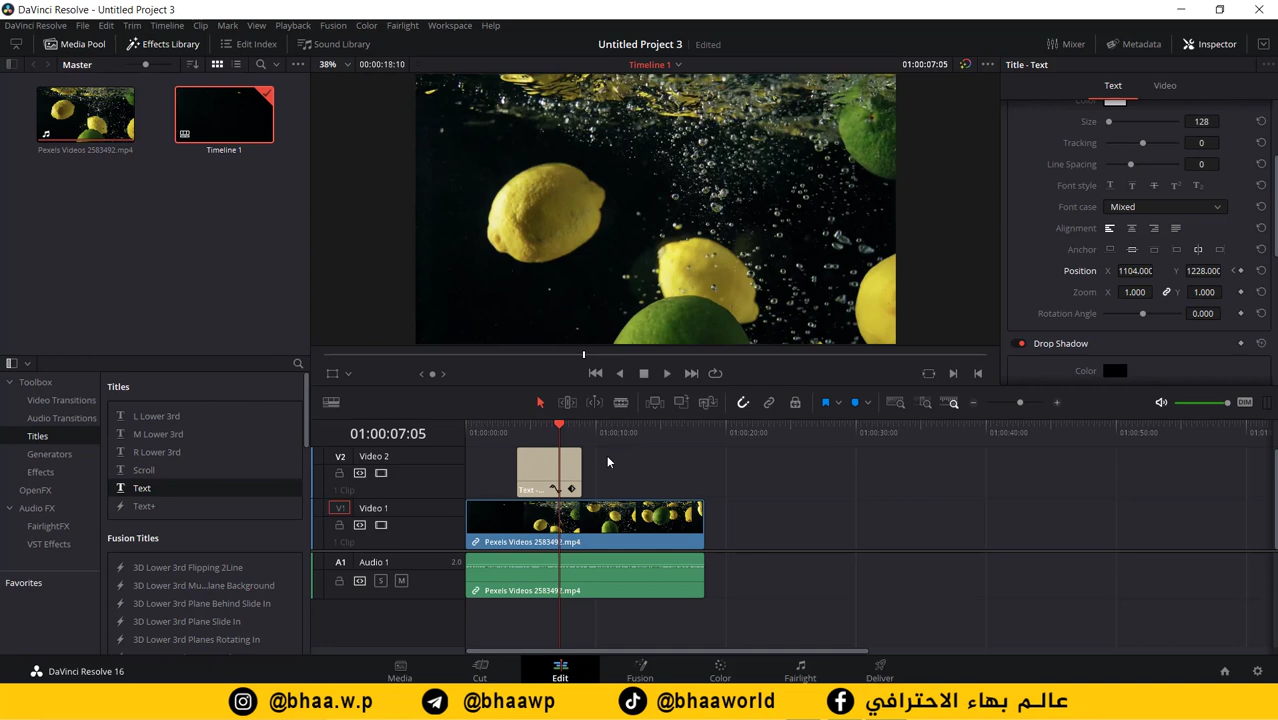 DaVinci Resolve - Untitled Project 3
DaVinci Resolve File Edit Trim Timeline Clip Mark View Playback Fusion Color Fairlight Workspace Help
Media Pool Effects Library Edit Index Sound Library Untitled Project 3 Edited Mixer Metadata Inspector
Master 38% 00:00:18:10 Timeline 1 01:00:07:05 Title - Text
Text Video
Pexels Videos 2583492.mp4 Timeline 1
Color
Size 128
Tracking 0
Line Spacing 0
Font style
Font case Mixed
Alignment
Anchor
Position X 1104.000 Y 1228.000
Zoom X 1.000 Y 1.000
Rotation Angle 0.000
Drop Shadow
Color
Toolbox
Video Transitions
Audio Transitions
Titles
Generators
Effects
OpenFX
Audio FX
FairlightFX
VST Effects
Favorites
Titles
L Lower 3rd
M Lower 3rd
R Lower 3rd
Scroll
Text
Text+
Fusion Titles
3D Lower 3rd Flipping 2Line
3D Lower 3rd Mu...lane Background
3D Lower 3rd Plane Behind Slide In
3D Lower 3rd Plane Slide In
3D Lower 3rd Planes Rotating In
DIM
01:00:07:05 00:00:00:00 01:00:10:00 01:00:20:00 01:00:30:00 01:00:40:00 01:00:50:00
V2 Video 2
1 Clip
Text -...
V1 Video 1
1 Clip
Pexels Videos 2583492.mp4
A1 Audio 1 2.0
S M
Pexels Videos 2583492.mp4
DaVinci Resolve 16 Media Cut Edit Fusion Color Fairlight Deliver
@bhaa.w.p @bhaawp @bhaaworld عالم بهاء الاحترافي